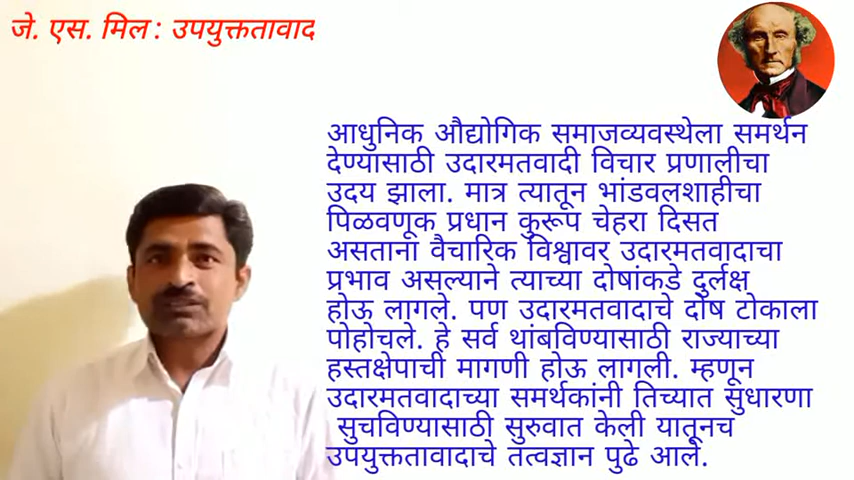 जे. एस. मिल : उपयुक्ततावाद
आधुनिक औद्योगिक समाजव्यवस्थेला समर्थन
देण्यासाठी उदारमतवादी विचार प्रणालीचा
उदय झाला. मात्र त्यातून भांडवलशाहीचा
पिळवणूक प्रधान कुरूप चेहरा दिसत
असताना वैचारिक विश्वावर उदारमतवादाचा
प्रभाव असल्याने त्याच्या दोषांकडे दुर्लक्ष
होऊ लागले. पण उदारमतवादाचे दोष टोकाला
पोहोचले. हे सर्व थांबविण्यासाठी राज्याच्या
हस्तक्षेपाची मागणी होऊ लागली. म्हणून
उदारमतवादाच्या समर्थकांनी तिच्यात सुधारणा
सुचविण्यासाठी सुरुवात केली यातूनच
उपयुक्ततावादाचे तत्वज्ञान पुढे आले.